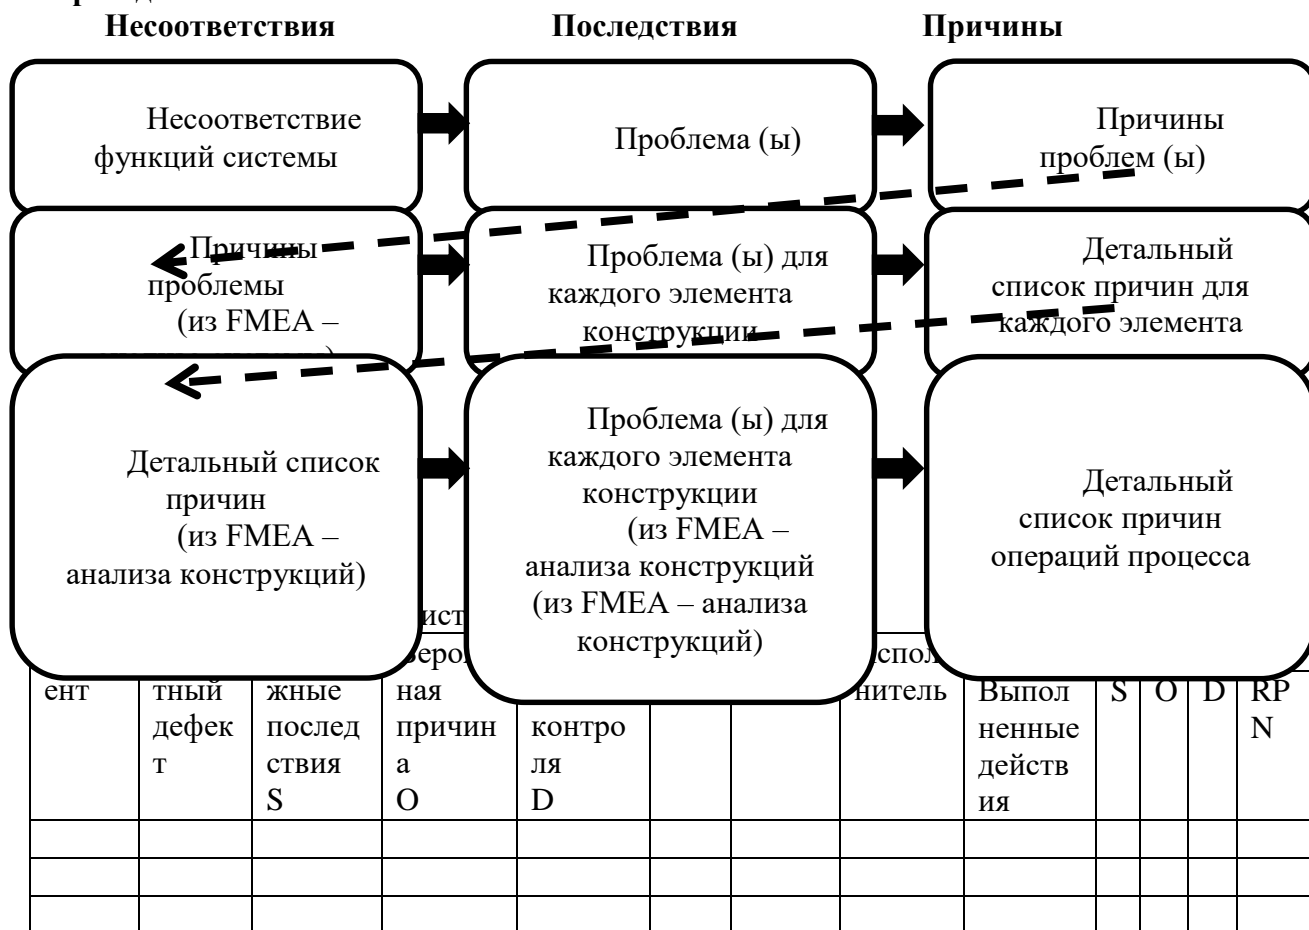 Несоответствия
Последствия
Причины
Несоответствие
функций системы
Проблема (ы)
Причины
проблем (ы)
Причины
проблемы
(из FMEA –
Проблема (ы) для
каждого элемента
конструкции
Детальный
список причин для
каждого элемента
Детальный список
причин
(из FMEA –
анализа конструкций)
Проблема (ы) для
каждого элемента
конструкции
(из FMEA –
анализа конструкций
(из FMEA – анализа
конструкций)
Детальный
список причин
операций процесса
ент
тный
дефек
т
жные
послед
ствия
S
ная
причин
а
O
контро
ля
D
нитель
Выпол
ненные
действ
ия
S
O
D
RP
N